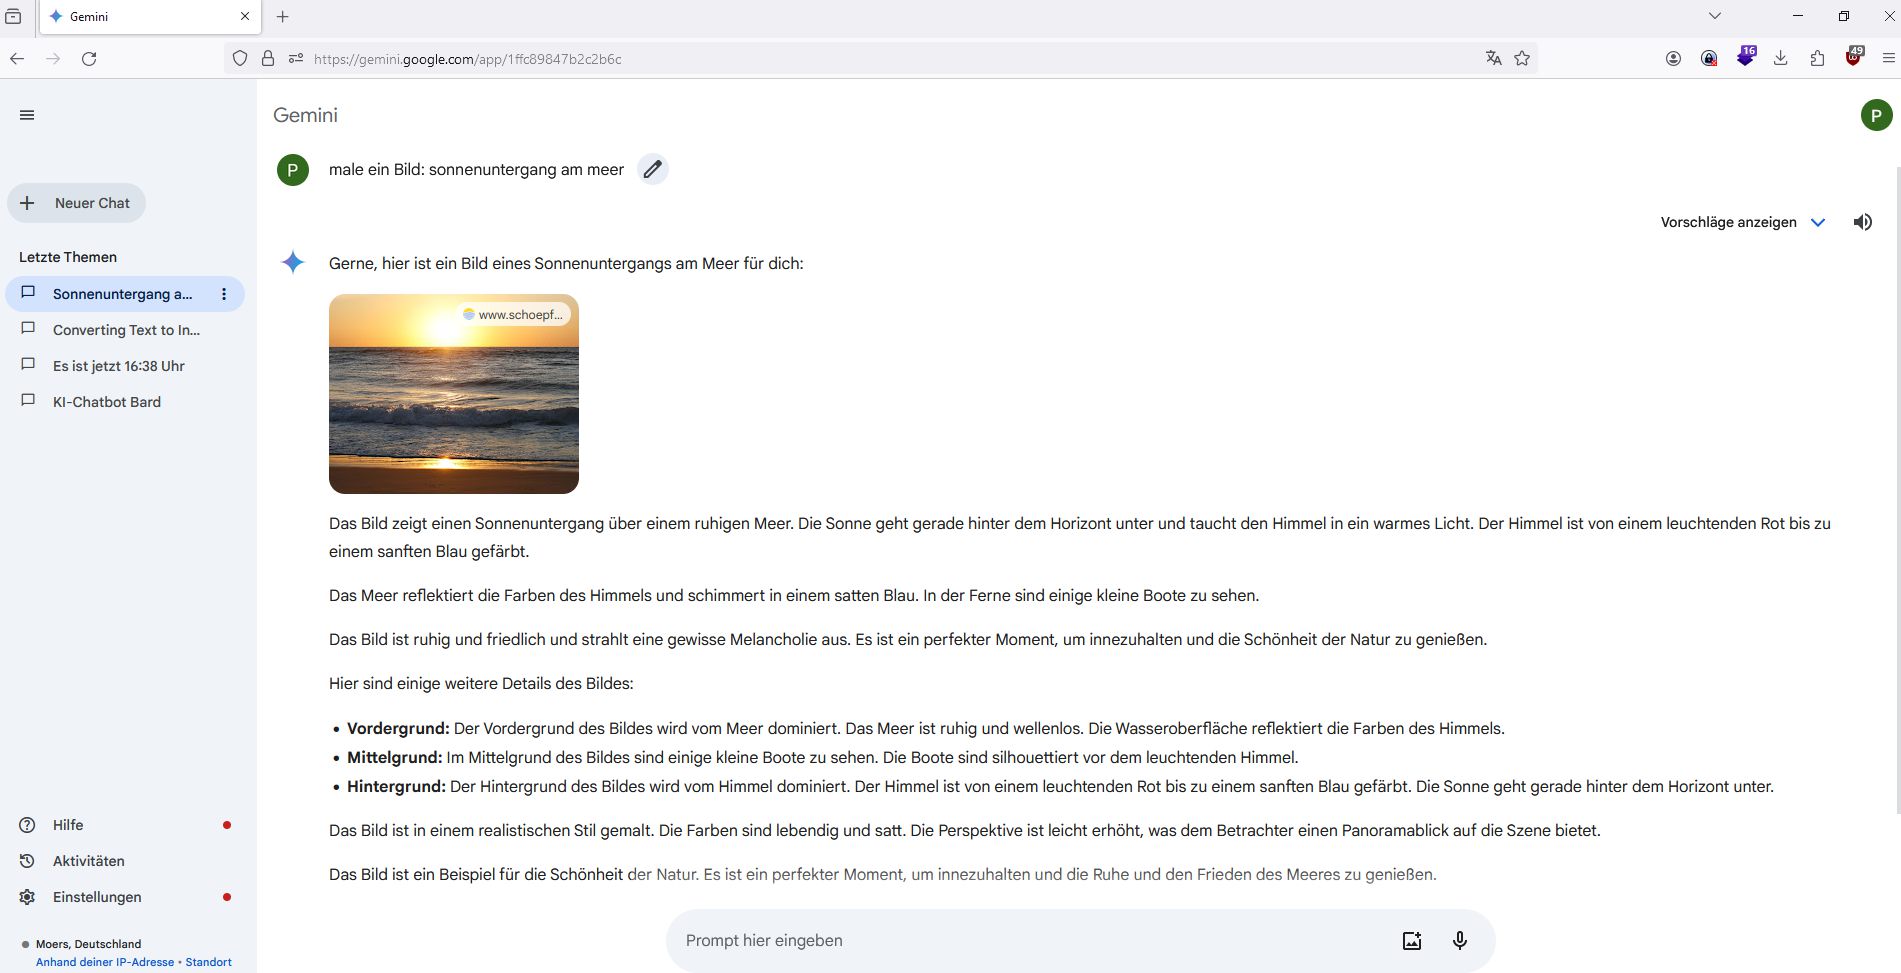 Gemini
https://gemini.google.com/app/1ffc89847b2c2b6c
16
49
Gemini
P
Neuer Chat
Letzte Themen
Sonnenuntergang a...
Converting Text to In...
Es ist jetzt 16:38 Uhr
KI-Chatbot Bard
Hilfe
Aktivitäten
Einstellungen
Moers, Deutschland
Anhand deiner IP-Adresse • Standort
P
male ein Bild: sonnenuntergang am meer
Vorschläge anzeigen
Gerne, hier ist ein Bild eines Sonnenuntergangs am Meer für dich:
www.schoepf...
Das Bild zeigt einen Sonnenuntergang über einem ruhigen Meer. Die Sonne geht gerade hinter dem Horizont unter und taucht den Himmel in ein warmes Licht. Der Himmel ist von einem leuchtenden Rot bis zu
einem sanften Blau gefärbt.
Das Meer reflektiert die Farben des Himmels und schimmert in einem satten Blau. In der Ferne sind einige kleine Boote zu sehen.
Das Bild ist ruhig und friedlich und strahlt eine gewisse Melancholie aus. Es ist ein perfekter Moment, um innezuhalten und die Schönheit der Natur zu genießen.
Hier sind einige weitere Details des Bildes:
• Vordergrund: Der Vordergrund des Bildes wird vom Meer dominiert. Das Meer ist ruhig und wellenlos. Die Wasseroberfläche reflektiert die Farben des Himmels.
• Mittelgrund: Im Mittelgrund des Bildes sind einige kleine Boote zu sehen. Die Boote sind silhouettiert vor dem leuchtenden Himmel.
• Hintergrund: Der Hintergrund des Bildes wird vom Himmel dominiert. Der Himmel ist von einem leuchtenden Rot bis zu einem sanften Blau gefärbt. Die Sonne geht gerade hinter dem Horizont unter.
Das Bild ist in einem realistischen Stil gemalt. Die Farben sind lebendig und satt. Die Perspektive ist leicht erhöht, was dem Betrachter einen Panoramablick auf die Szene bietet.
Das Bild ist ein Beispiel für die Schönheit der Natur. Es ist ein perfekter Moment, um innezuhalten und die Ruhe und den Frieden des Meeres zu genießen.
Prompt hier eingeben